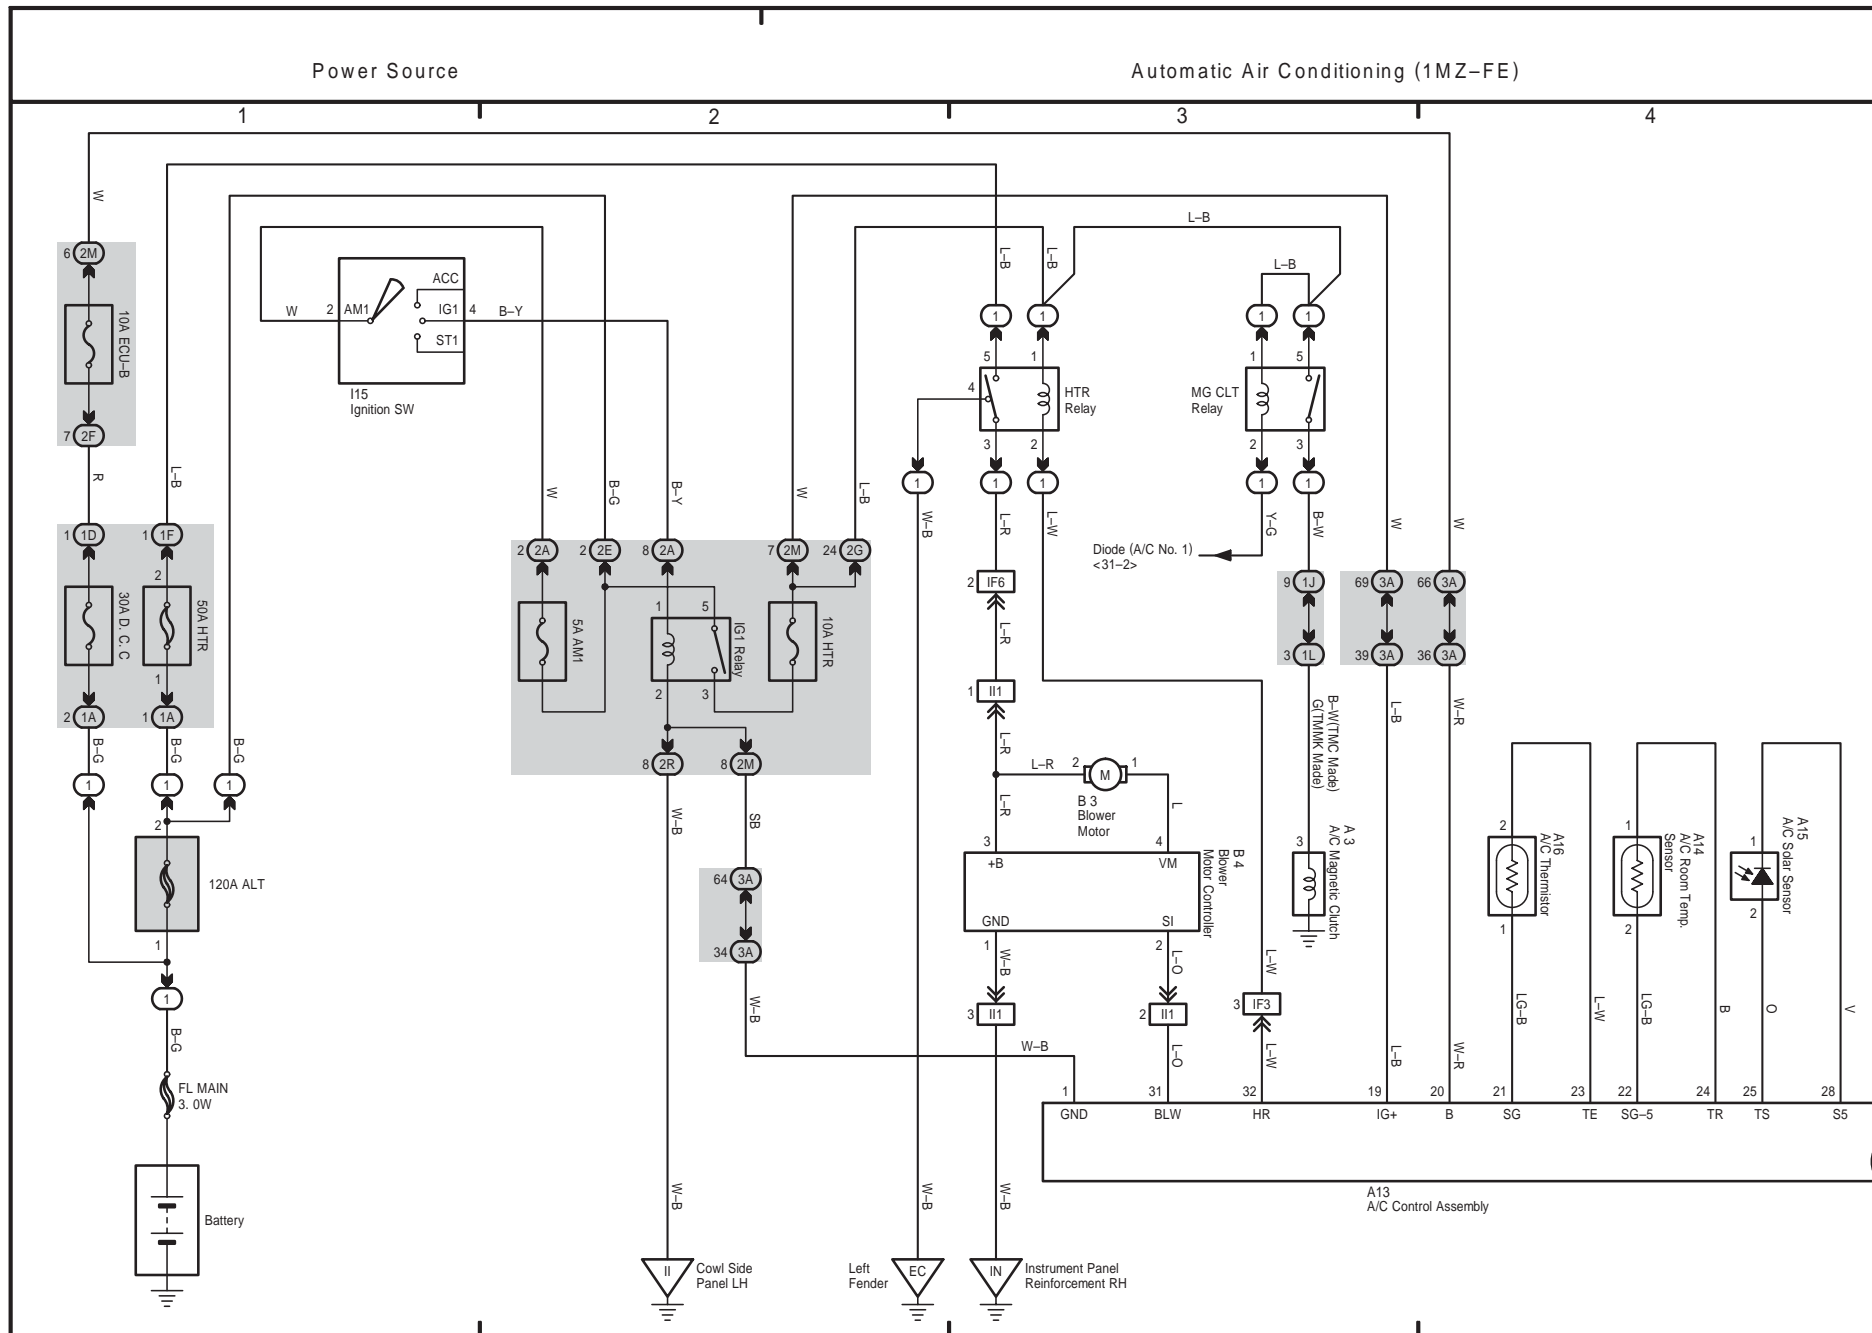 Power Source
Automatic Air Conditioning (1MZ–FE)
1
2
3
4
W
6 2M
10A ECU–B
7 2F
R
L–B
1 1D
1 1F
2
30A D. C. C
50A HTR
1
2 1A
1 1A
B–G
B–G
B–G
1
1
1
2
120A ALT
1
1
B–G
FL MAIN
3. 0W
Battery
W
2 AM1
ACC
IG1 4
ST1
B–Y
I15
Ignition SW
W
B–G
B–Y
W
L–B
2 2A
2 2E
8 2A
7 2M
24 2G
5A AM1
1
5
IG1 Relay
2
3
10A HTR
8 2R
8 2M
W–B
SB
64 3A
34 3A
W–B
W–B
W–B
II
Cowl Side
Panel LH
L–B
L–B
L–B
L–B
1
1
1
1
5
1
1
5
4
HTR
Relay
MG CLT
Relay
3
2
2
3
1
1
1
1
1
W–B
L–R
L–W
Y–G
B–W
W
W
Diode (A/C No. 1)
<31–2>
2 IF6
9 1J
69 3A
66 3A
L–R
3 1L
39 3A
36 3A
1 II1
L–R
B–W(TMC Made)
G(TMMK Made)
L–B
W–R
L–R
2
M
1
B 3
Blower
Motor
L–R
L
3
4
+B
VM
GND
SI
B 4
Blower
Motor Controller
3
A 3
A/C Magnetic Clutch
1
2
W–B
L–O
L–W
3 II1
2 II1
3 IF3
L–O
L–W
L–B
W–R
2
A16
A/C Thermistor
1
1
A14
A/C Room Temp.
Sensor
2
1
A15
A/C Solar Sensor
2
LG–B
L–W
LG–B
B
O
V
1
31
32
19
20
21
23
22
24
25
28
GND
BLW
HR
IG+
B
SG
TE
SG–5
TR
TS
S5
A13
A/C Control Assembly
W–B
W–B
Left
Fender
EC
IN
Instrument Panel
Reinforcement RH